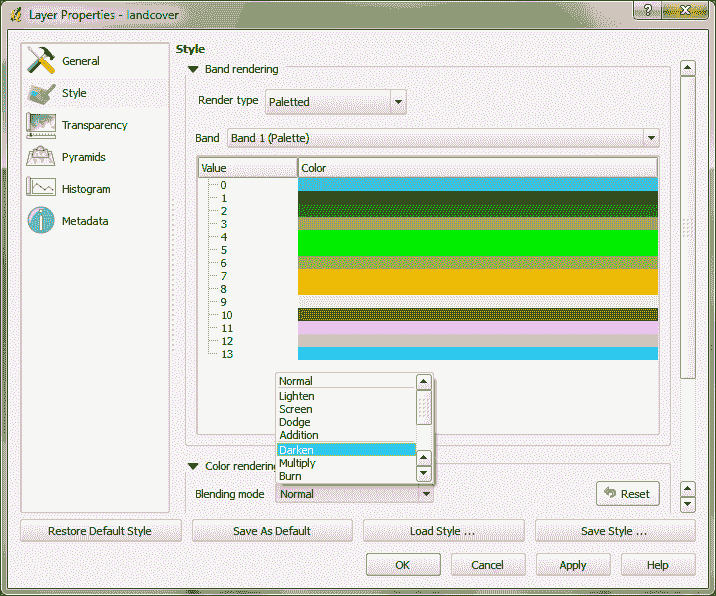 Layer Properties - landcover
?
General
Style
Transparency
Pyramids
Histogram
Metadata
Style
Band rendering
Render type Paletted
Band Band 1 (Palette)
Value Color
0
1
2
3
4
5
6
7
8
9
10
11
12
13
Normal
Lighten
Screen
Dodge
Addition
Darken
Multiply
Burn
Color rendering
Blending mode Normal
Reset
Restore Default Style Save As Default Load Style ... Save Style ...
OK Cancel Apply Help